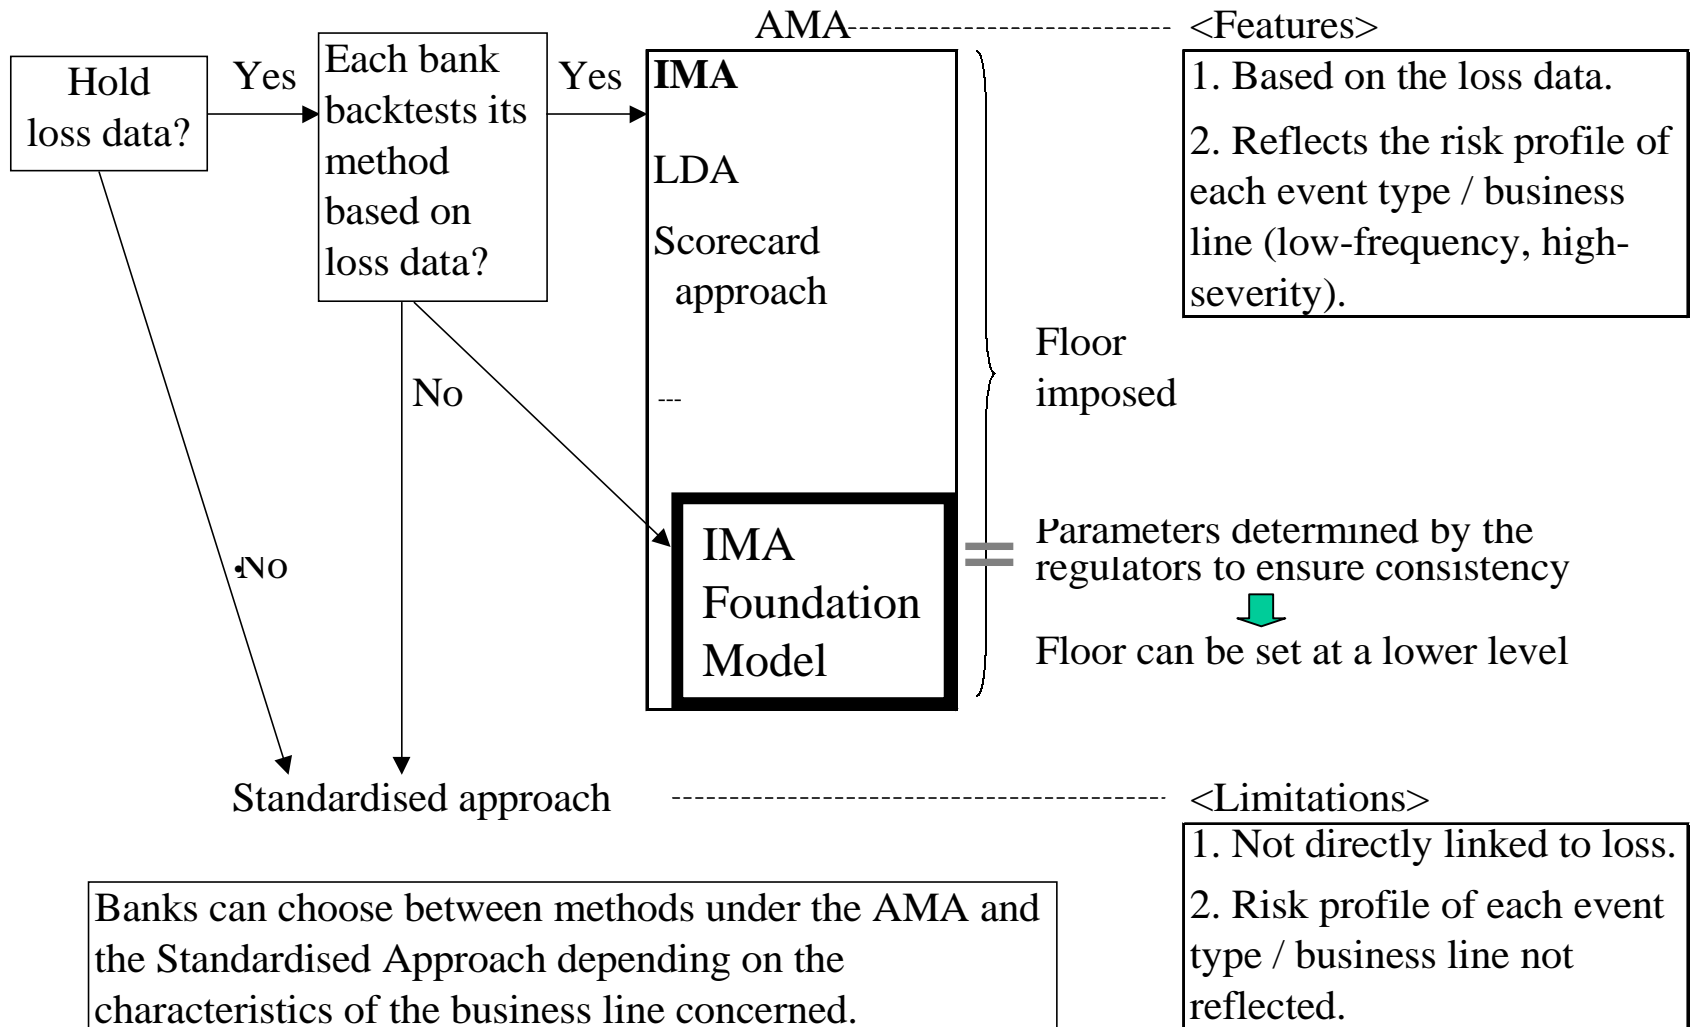 AMA
<Features>
Hold
loss data?
Yes
Each bank
backtests its
method
based on
loss data?
Yes
IMA
LDA
Scorecard
approach
---
1. Based on the loss data.
2. Reflects the risk profile of
each event type / business
line (low-frequency, high-
severity).
Floor
imposed
No
·No
IMA
Foundation
Model
Parameters determined by the
regulators to ensure consistency
Floor can be set at a lower level
Standardised approach
<Limitations>
1. Not directly linked to loss.
2. Risk profile of each event
type / business line not
reflected.
Banks can choose between methods under the AMA and
the Standardised Approach depending on the
characteristics of the business line concerned.